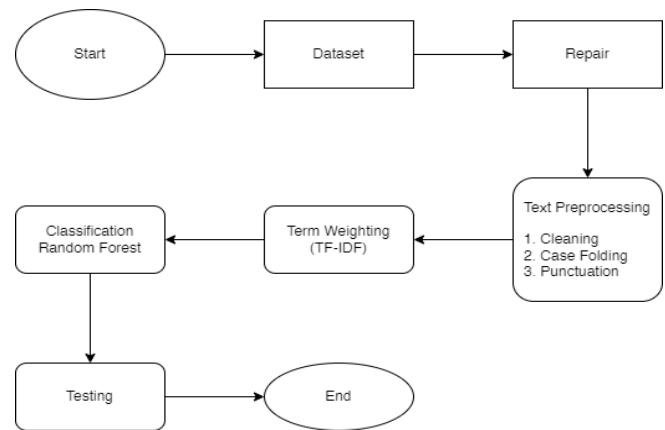 Start
Dataset
Repair
Text Preprocessing
1. Cleaning
2. Case Folding
3. Punctuation
Term Weighting
(TF-IDF)
Classification
Random Forest
Testing
End